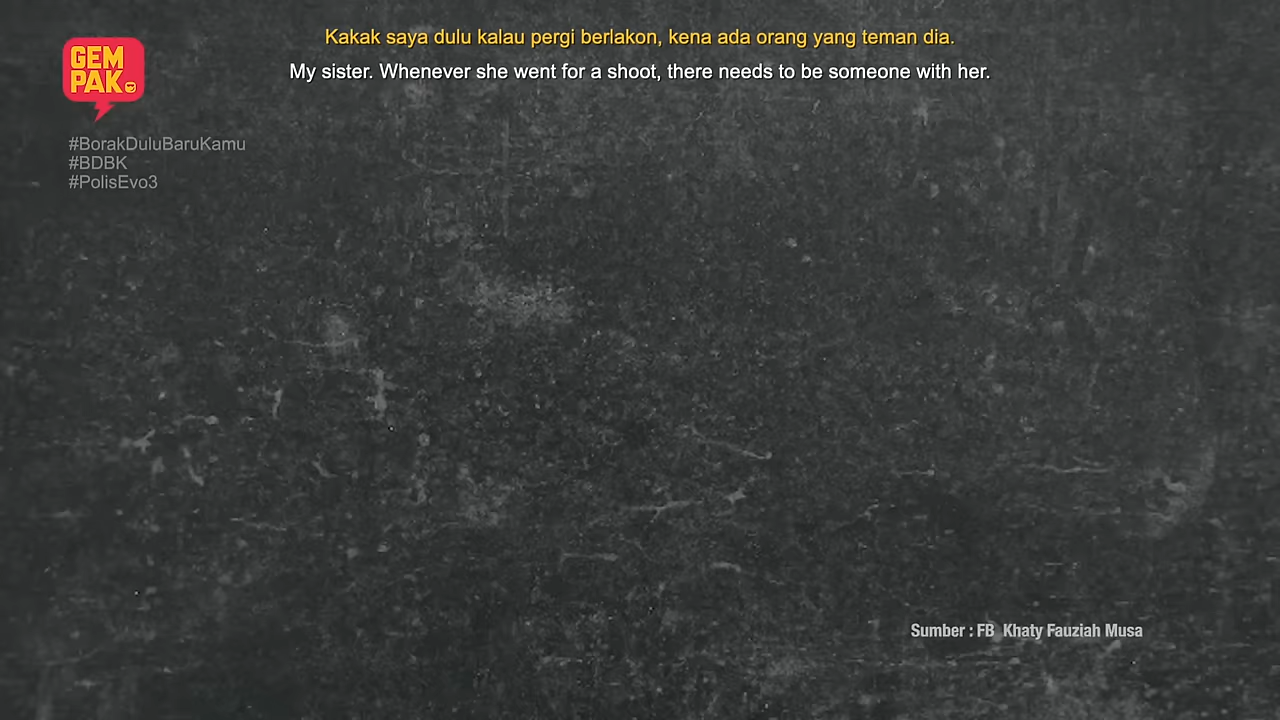 Kakak saya dulu kalau pergi berlakon, kena ada orang yang teman dia.
My sister. Whenever she went for a shoot, there needs to be someone with her.
GEM
PAK
#BorakDuluBaruKamu
#BDBK
#PolisEvo3
Sumber : FB Khaty Fauziah Musa